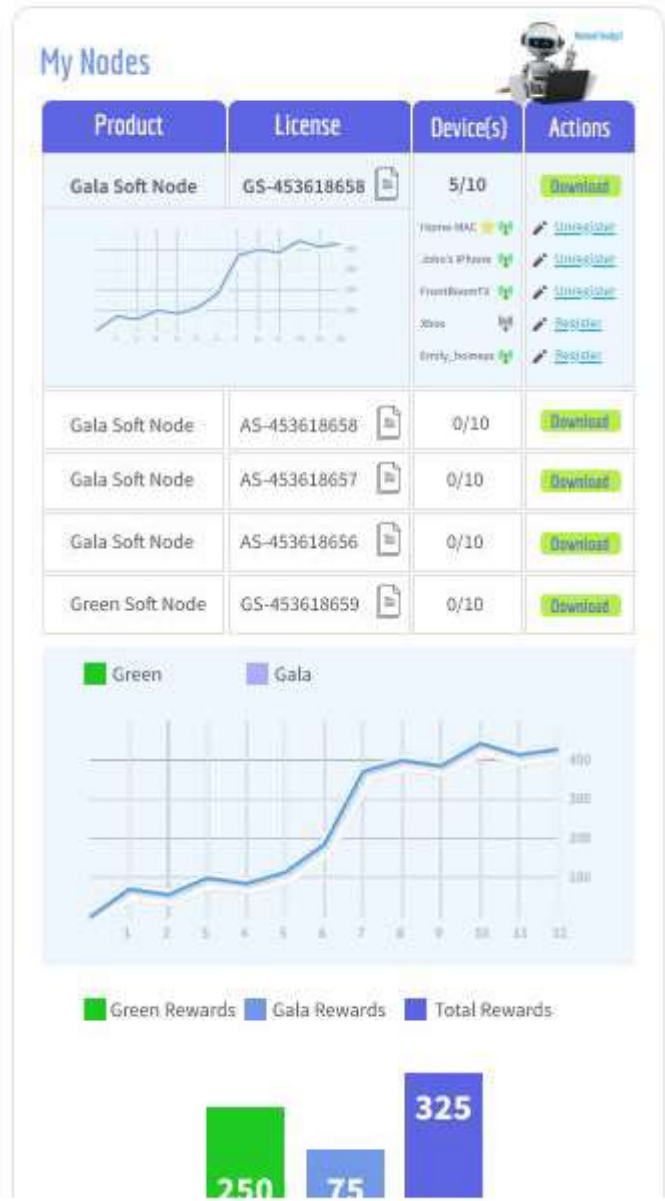 Need help?
My Nodes
Product License Device(s) Actions
Gala Soft Node GS-453618658 5/10 Download
Home MAC Unregister
John's iPhone Unregister
FrontRoomTV Unregister
Xbox Register
Register
Gala Soft Node AS-453618658 0/10 Download
Gala Soft Node AS-453618657 0/10 Download
Gala Soft Node AS-453618656 0/10 Download
Green Soft Node GS-453618659 0/10 Download
Green Gala
400
300
200
100
1 2 3 4 5 6 7 8 9 10 11 12
Green Rewards Gala Rewards Total Rewards
325
250 75